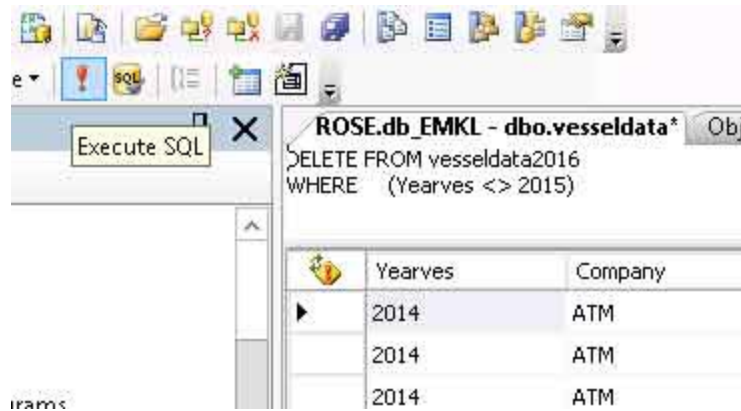 e
SQL
Execute SQL
ROSE.db_EMKL - dbo.vesseldata* Obj
DELETE FROM vesseldata2016
WHERE (Yearves <> 2015)
Yearves Company
2014 ATM
2014 ATM
2014 ATM